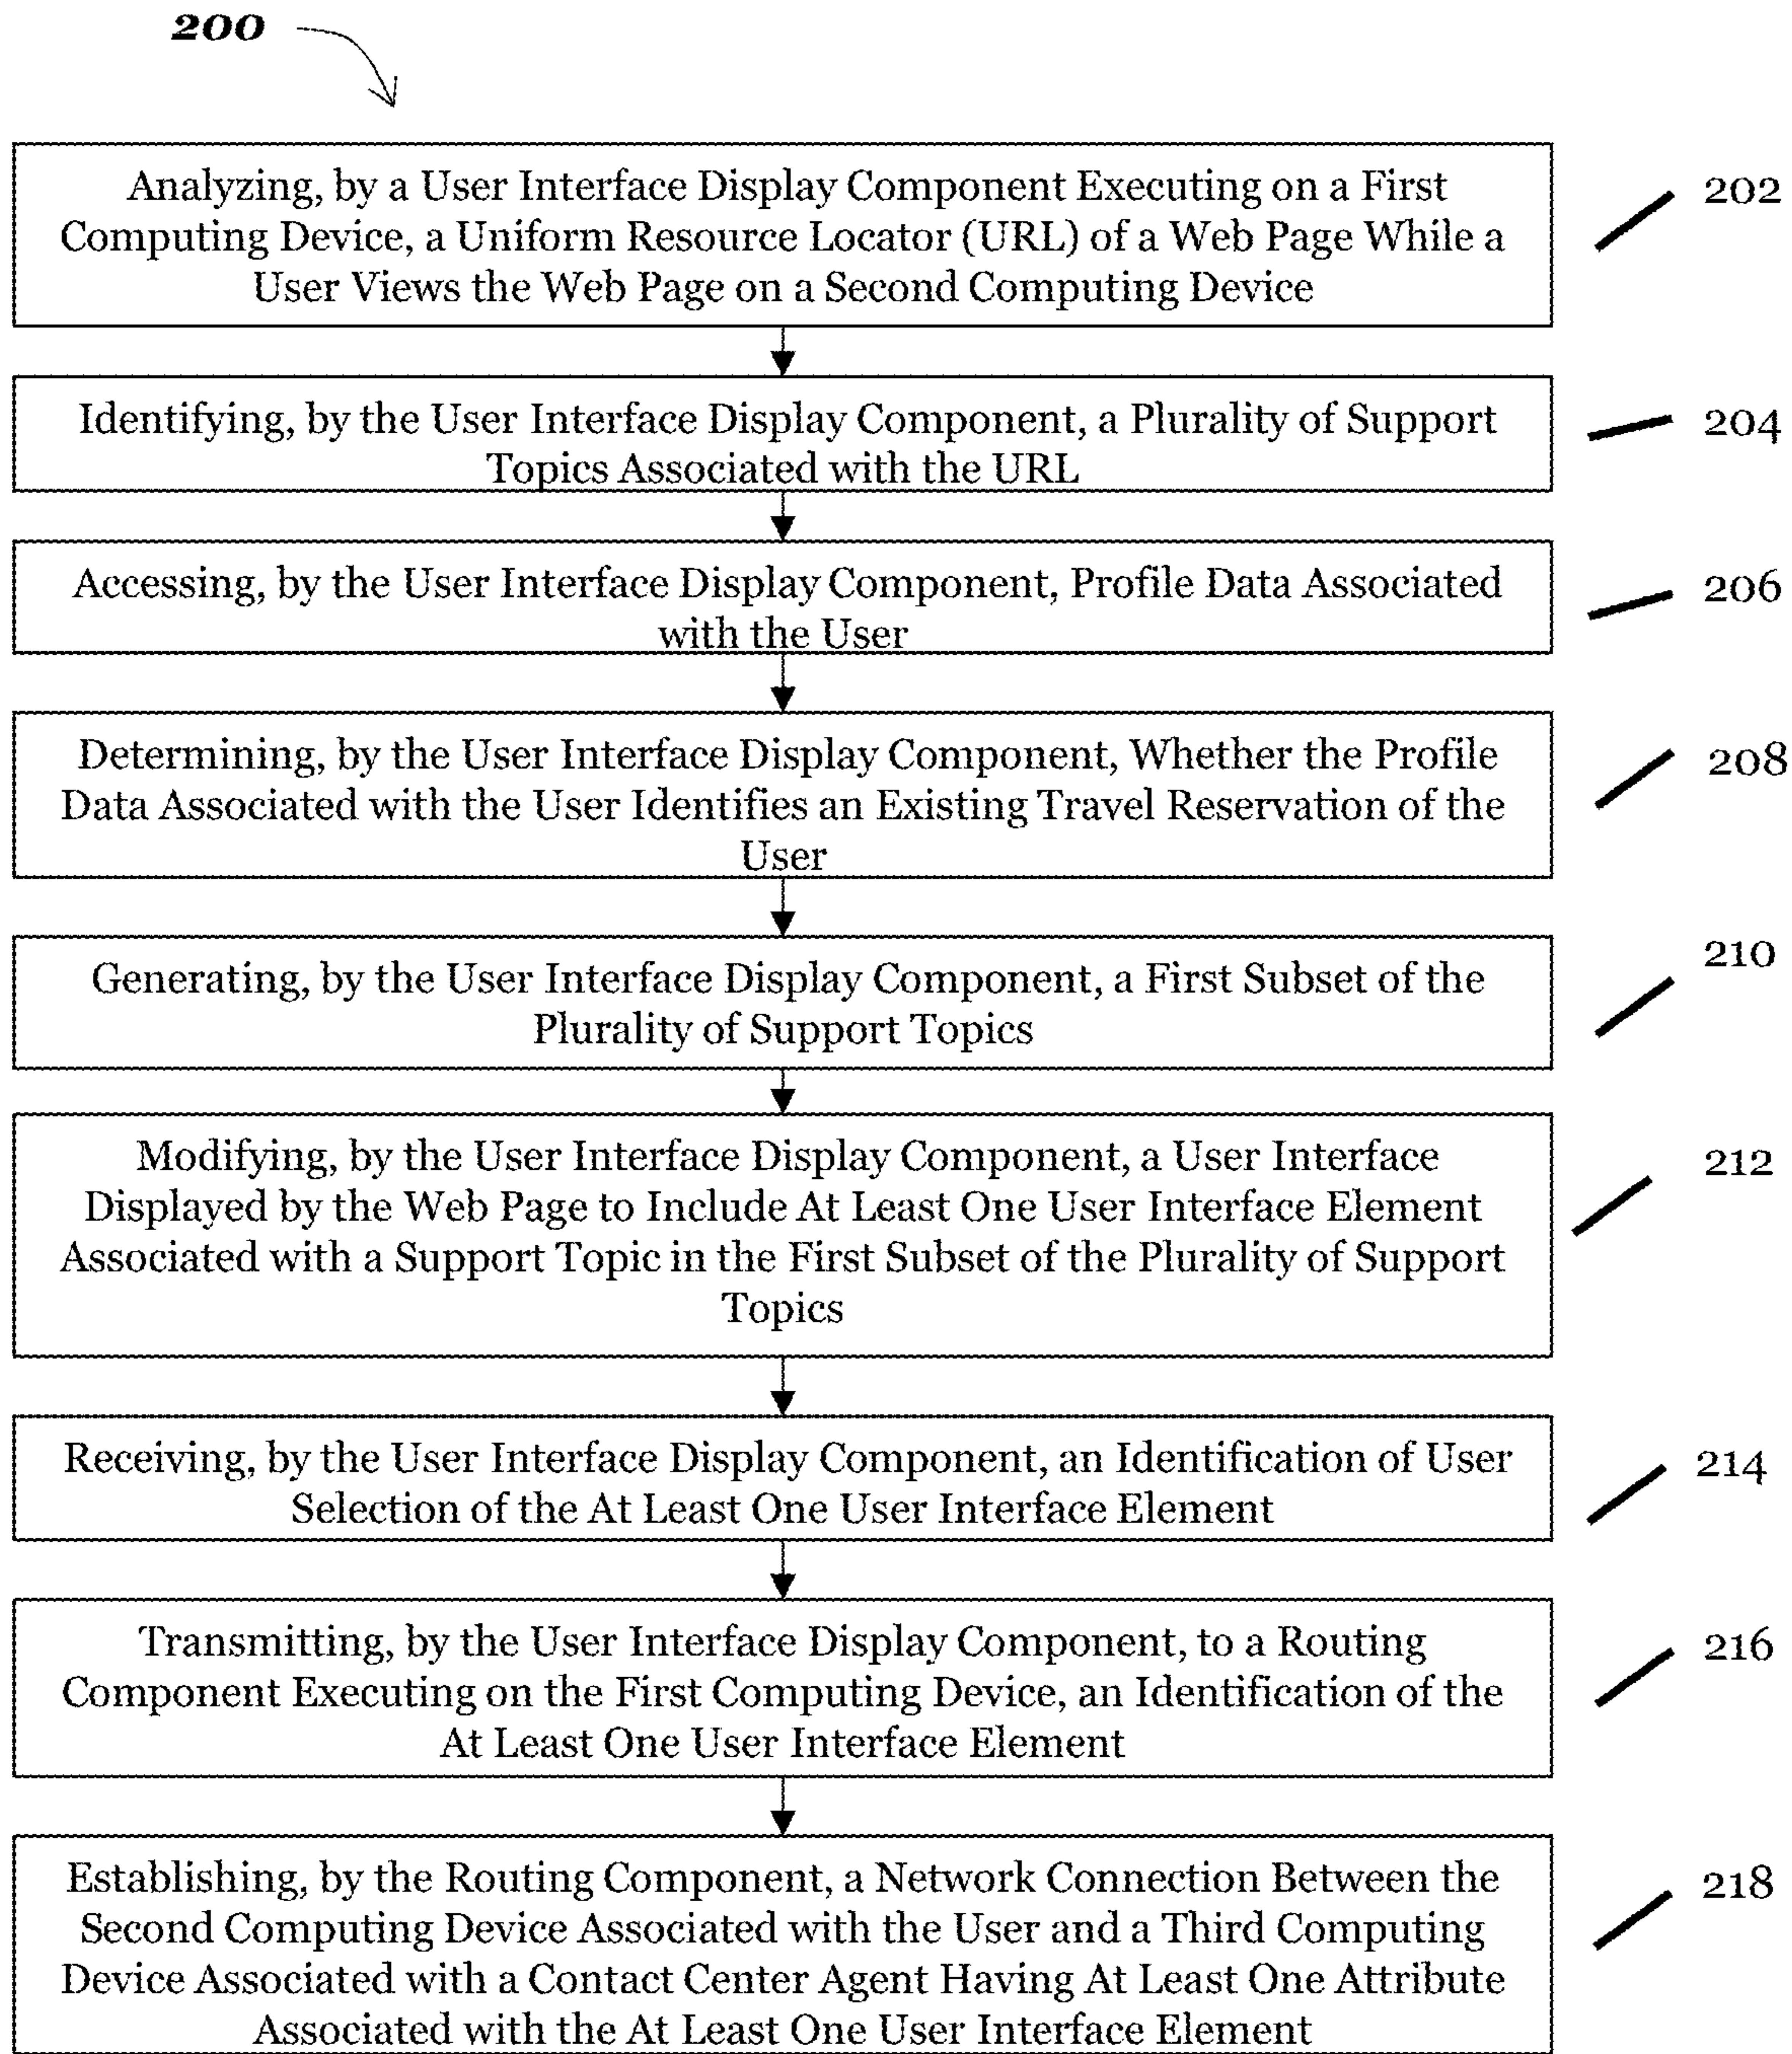 200
Analyzing, by a User Interface Display Component Executing on a First
Computing Device, a Uniform Resource Locator (URL) of a Web Page While a
User Views the Web Page on a Second Computing Device
202
Identifying, by the User Interface Display Component, a Plurality of Support
Topics Associated with the URL
204
Accessing, by the User Interface Display Component, Profile Data Associated
with the User
206
Determining, by the User Interface Display Component, Whether the Profile
Data Associated with the User Identifies an Existing Travel Reservation of the
User
208
Generating, by the User Interface Display Component, a First Subset of the
Plurality of Support Topics
210
Modifying, by the User Interface Display Component, a User Interface
Displayed by the Web Page to Include At Least One User Interface Element
Associated with a Support Topic in the First Subset of the Plurality of Support
Topics
212
Receiving, by the User Interface Display Component, an Identification of User
Selection of the At Least One User Interface Element
214
Transmitting, by the User Interface Display Component, to a Routing
Component Executing on the First Computing Device, an Identification of the
At Least One User Interface Element
216
Establishing, by the Routing Component, a Network Connection Between the
Second Computing Device Associated with the User and a Third Computing
Device Associated with a Contact Center Agent Having At Least One Attribute
Associated with the At Least One User Interface Element
218